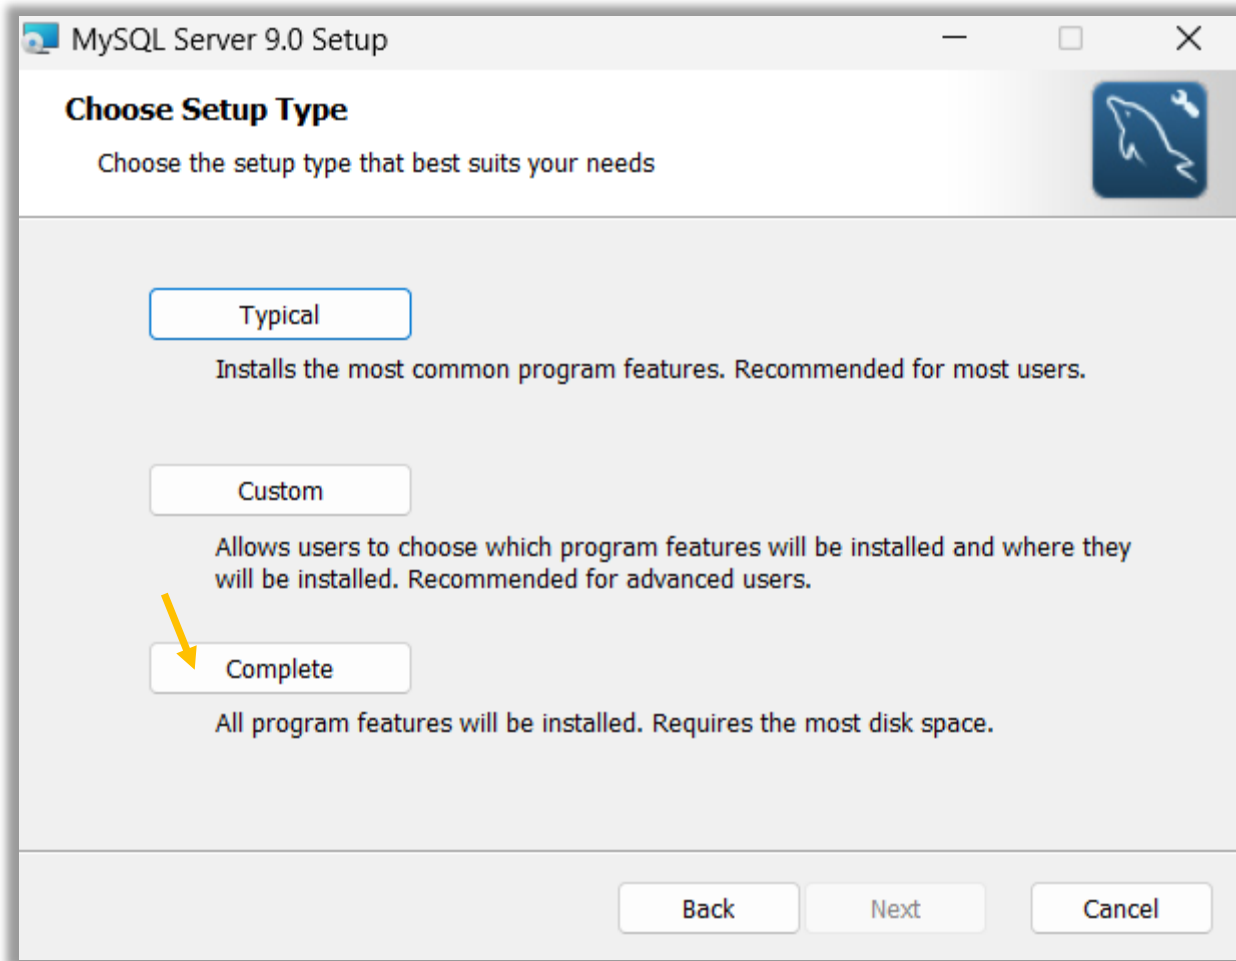 MySQL Server 9.0 Setup
Choose Setup Type
Choose the setup type that best suits your needs
Typical
Installs the most common program features. Recommended for most users.
Custom
Allows users to choose which program features will be installed and where they
will be installed. Recommended for advanced users.
Complete
All program features will be installed. Requires the most disk space.
Back Next Cancel